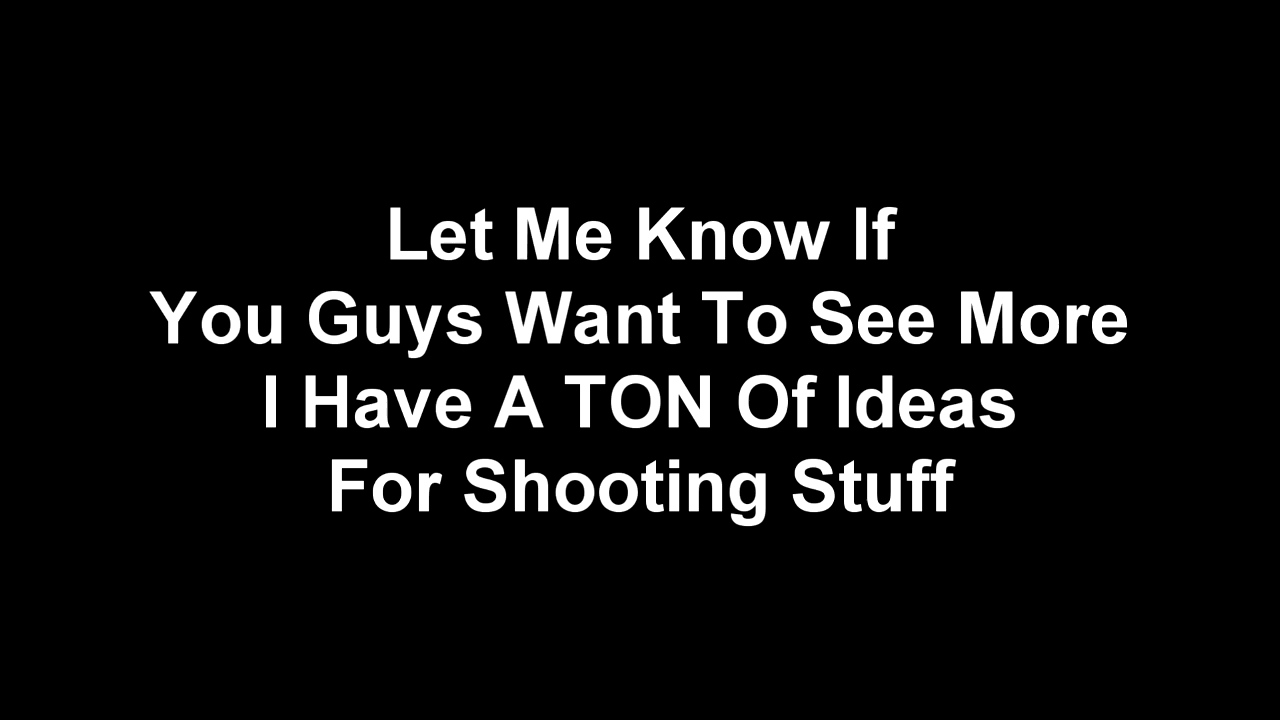 Let Me Know If
You Guys Want To See More
I Have A TON Of Ideas
For Shooting Stuff